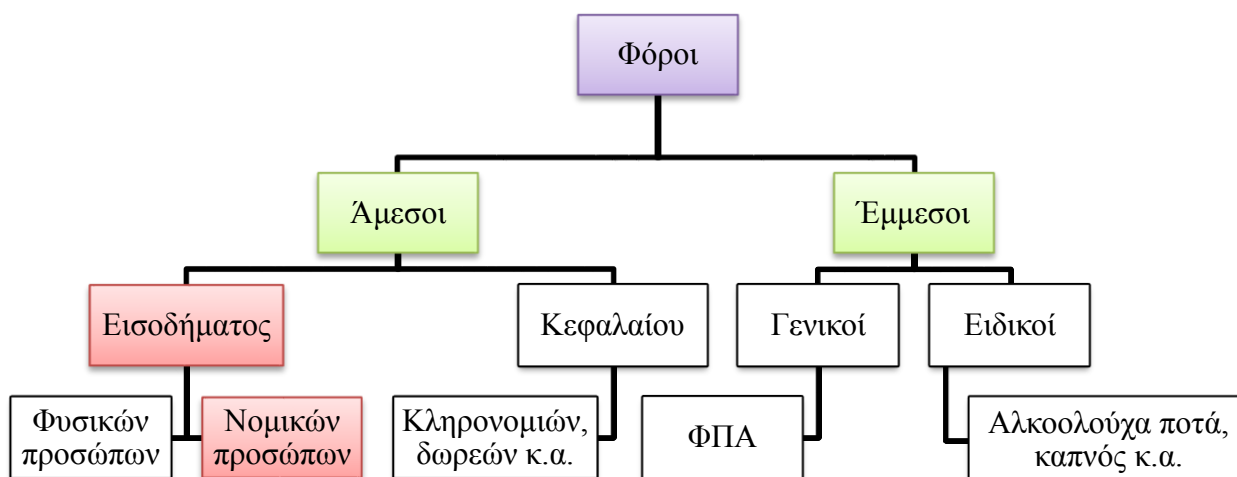 Φόροι
Άμεσοι
Έμμεσοι
Εισοδήματος
Κεφαλαίου
Γενικοί
Ειδικοί
Φυσικών
προσώπων
Νομικών
προσώπων
Κληρονομιών,
δωρεών κ.α.
ΦΠΑ
Αλκοολούχα ποτά,
καπνός κ.α.